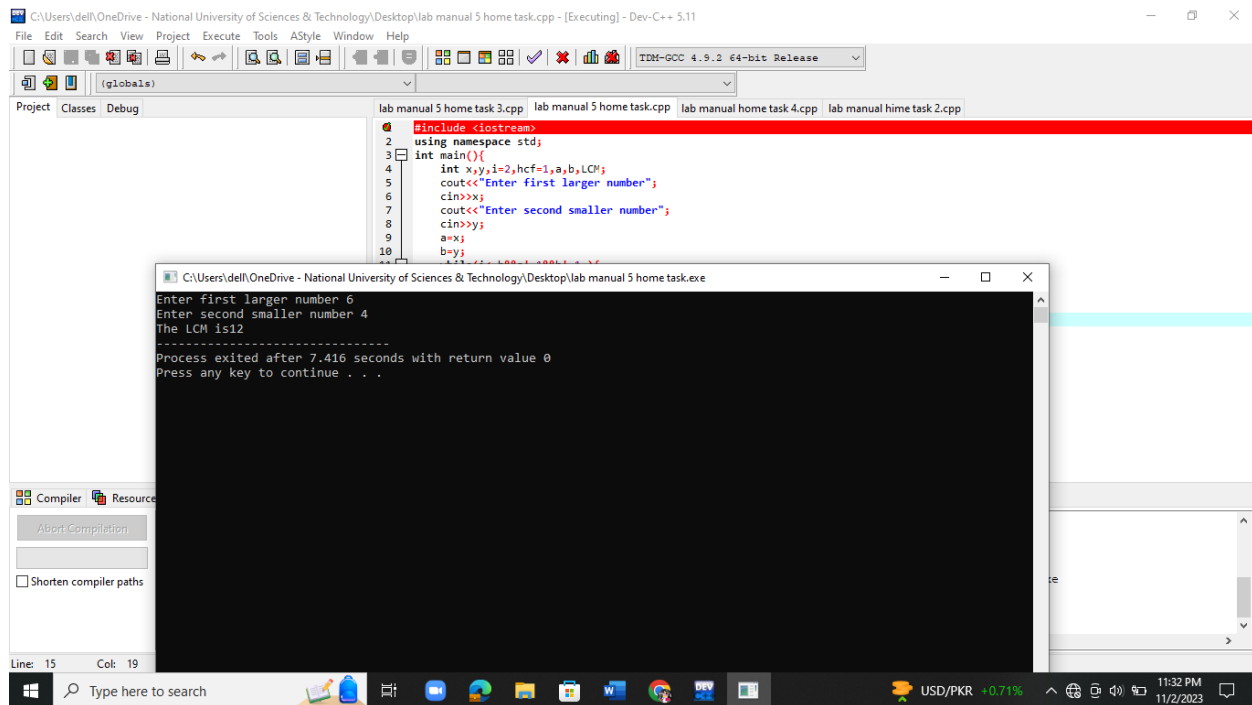 C:\Users\dell\OneDrive - National University of Sciences & Technology\Desktop\lab manual 5 home task.cpp - [Executing] - Dev-C++ 5.11
File Edit Search View Project Execute Tools AStyle Window Help
TDM-GCC 4.9.2 64-bit Release
(globals)
Project Classes Debug
lab manual 5 home task 3.cpp lab manual 5 home task.cpp lab manual home task 4.cpp lab manual hime task 2.cpp
#include <iostream>
2 using namespace std;
3 int main(){
4 int x,y,i=2,hcf=1,a,b,LCM;
5 cout<<"Enter first larger number";
6 cin>>x;
7 cout<<"Enter second smaller number";
8 cin>>y;
9 a=x;
10 b=y;
C:\Users\dell\OneDrive - National University of Sciences & Technology\Desktop\lab manual 5 home task.exe
Enter first larger number 6
Enter second smaller number 4
The LCM is12
--------------------------------
Process exited after 7.416 seconds with return value 0
Press any key to continue . . .
Compiler Resource
Abort Compilation
Shorten compiler paths
Line: 15 Col: 19
Type here to search
DEV
USD/PKR +0.71%
11:32 PM
11/2/2023